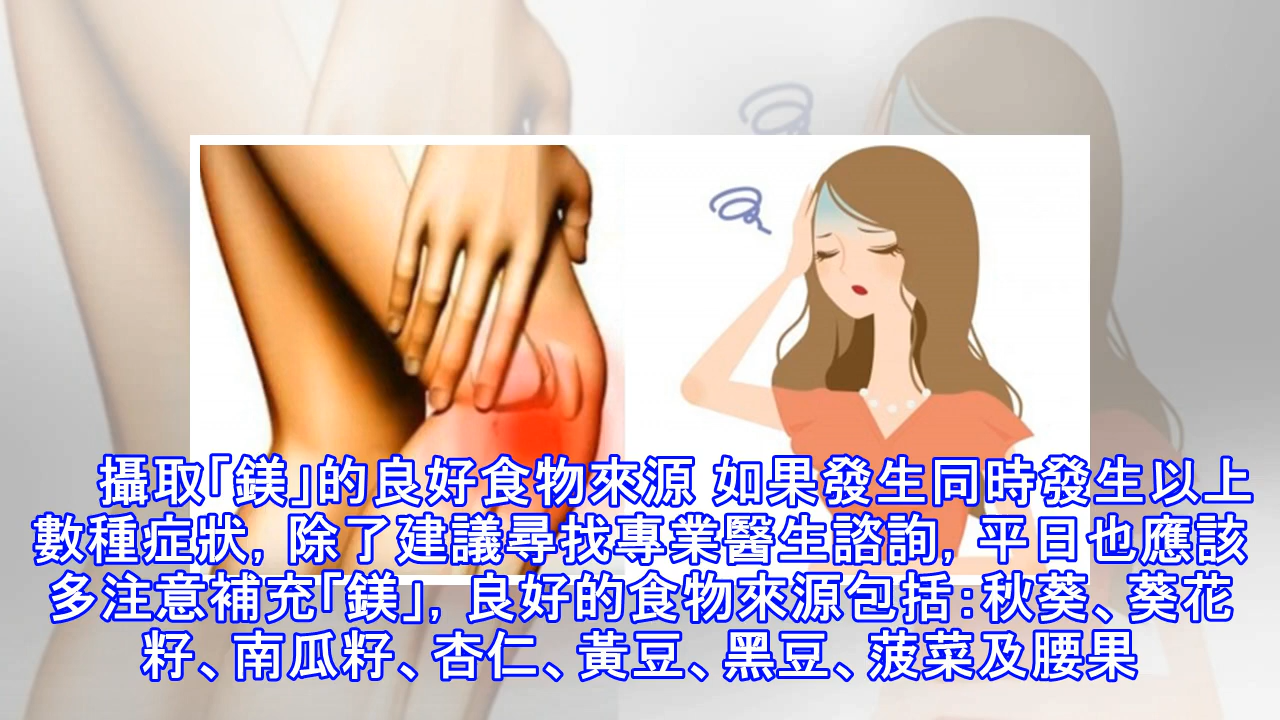 攝取「鎂」的良好食物來源 如果發生同時發生以上
數種症狀, 除了建議尋找專業醫生諮詢, 平日也應該
多注意補充「鎂」, 良好的食物來源包括:秋葵、葵花
籽、南瓜籽、杏仁、黃豆、黑豆、菠菜及腰果